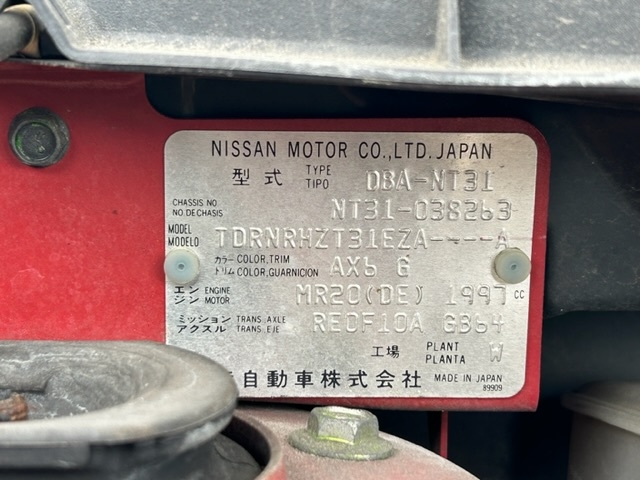 NISSAN MOTOR CO.,LTD. JAPAN
型式 TYPE TIPO DBA-NT31
CHASSIS NO NO.DE CHASIS NT31-038263
MODEL MODELO TDRNRHZT31EZA----A
カラー COLOR,TRIM トリム COLOR,GUARNICION AX6 G
エンジン ENGINE MOTOR MR20(DE) 1997 cc
ミッション TRANS. AXLE アクスル TRANS. EJE RE0F10A G364
工場 PLANT PLANTA W
自動車株式会社 MADE IN JAPAN
89909